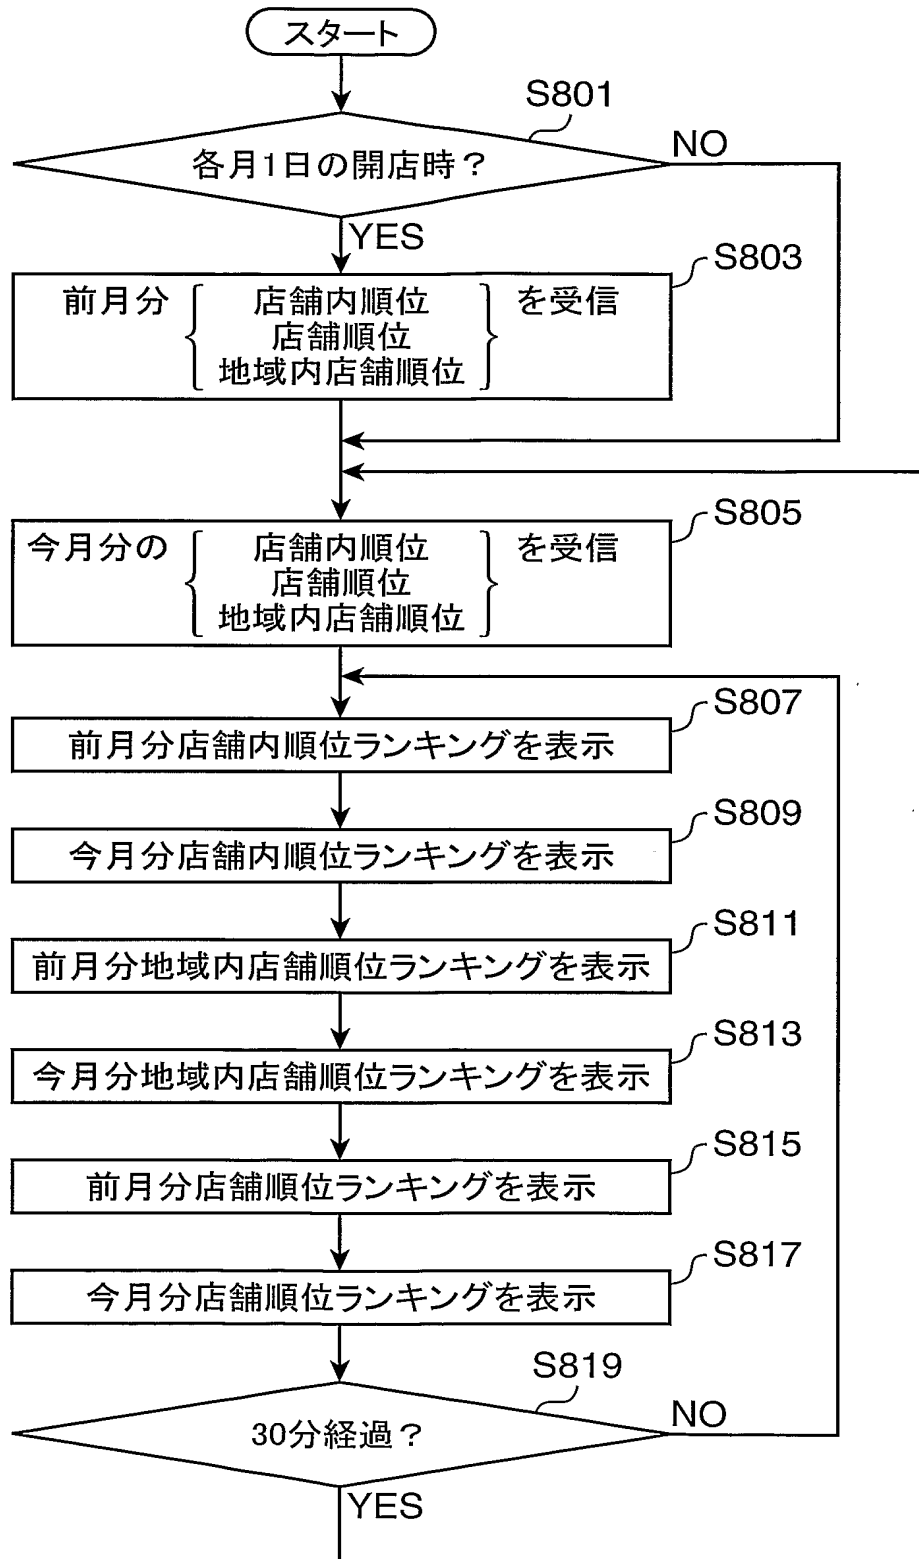 スタート
S801
各月1日の開店時？
NO
YES
S803
前月分 店舗内順位 を受信
店舗順位
地域内店舗順位
S805
今月分の 店舗内順位 を受信
店舗順位
地域内店舗順位
S807
前月分店舗内順位ランキングを表示
S809
今月分店舗内順位ランキングを表示
S811
前月分地域内店舗順位ランキングを表示
S813
今月分地域内店舗順位ランキングを表示
S815
前月分店舗順位ランキングを表示
S817
今月分店舗順位ランキングを表示
S819
30分経過？
NO
YES